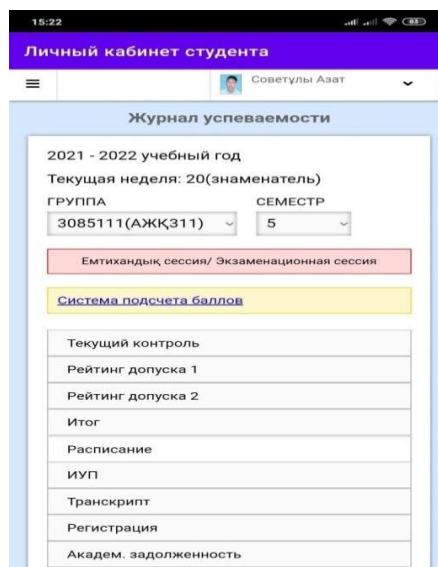 15:22
83
Личный кабинет студента
Советұлы Азат
Журнал успеваемости
2021 - 2022 учебный год
Текущая неделя: 20(знаменатель)
ГРУППА СЕМЕСТР
3085111(АЖҚ311) 5
Емтихандық сессия/ Экзаменационная сессия
Система подсчета баллов
Текущий контроль
Рейтинг допуска 1
Рейтинг допуска 2
Итог
Расписание
ИУП
Транскрипт
Регистрация
Академ. задолженность